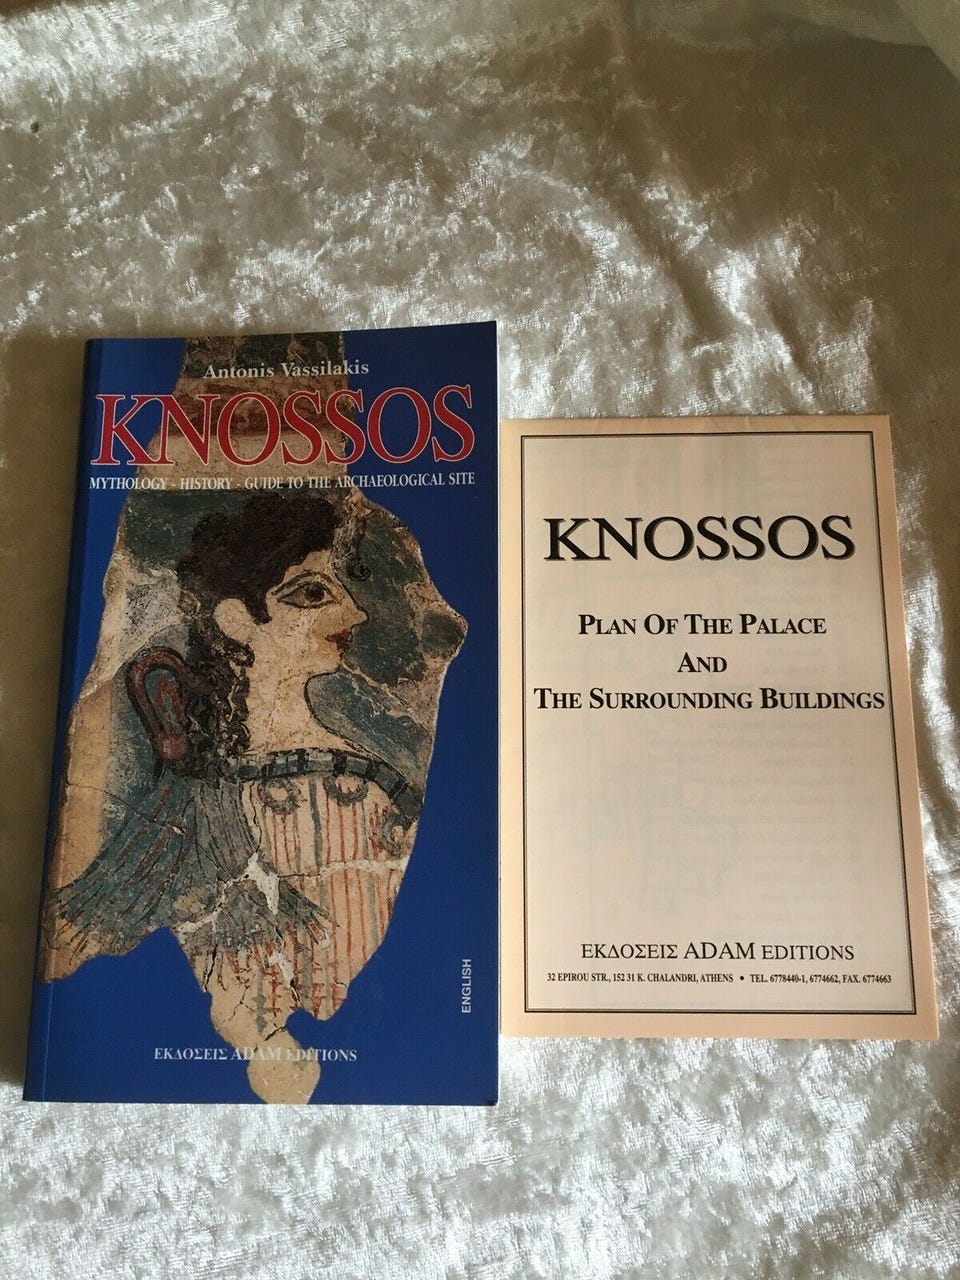 Antonis Vassilakis
KNOSSOS
MYTHOLOGY - HISTORY - GUIDE TO THE ARCHAEOLOGICAL SITE
ENGLISH
ΕΚΔΟΣΕΙΣ ADAM EDITIONS
KNOSSOS
PLAN OF THE PALACE
AND
THE SURROUNDING BUILDINGS
ΕΚΔΟΣΕΙΣ ADAM EDITIONS
32 EPIROU STR., 152 31 K. CHALANDRI, ATHENS • TEL. 6778440-1, 6774662, FAX. 6774663